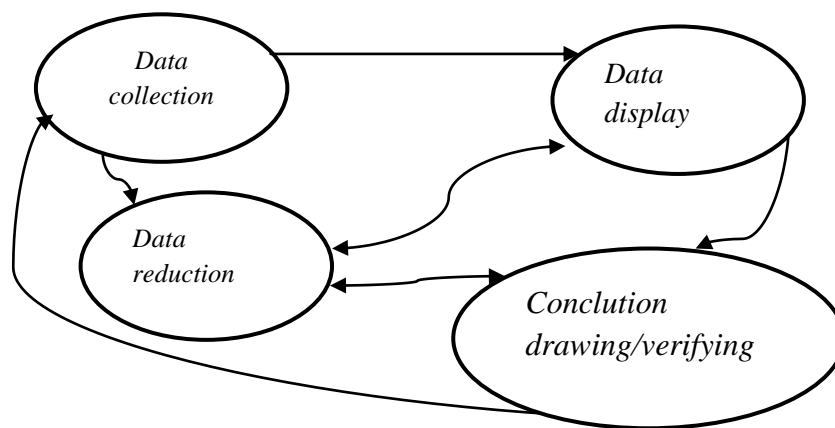 Data
collection
Data
display
Data
reduction
Conclution
drawing/verifying